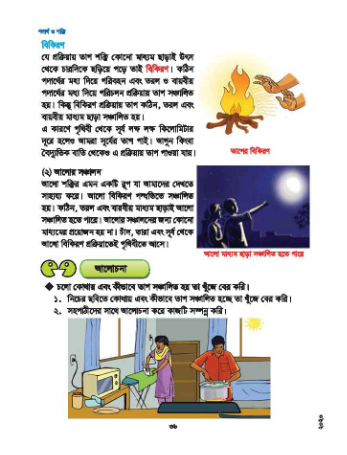 পদার্থ ও শক্তি
বিকিরণ
যে প্রক্রিয়ায় তাপ শক্তি কোনো মাধ্যম ছাড়াই উৎস
থেকে চারদিকে ছড়িয়ে পড়ে তাই বিকিরণ। কঠিন
পদার্থের মধ্য দিয়ে পরিবহন এবং তরল ও বায়বীয়
পদার্থের মধ্য দিয়ে পরিচলন প্রক্রিয়ায় তাপ সঞ্চালিত
হয়। কিন্তু বিকিরণ প্রক্রিয়ায় তাপ কঠিন, তরল এবং
বায়বীয় মাধ্যম ছাড়া সঞ্চালিত হয়।
এ কারণে পৃথিবী থেকে সূর্য লক্ষ লক্ষ কিলোমিটার
দূরে হলেও আমরা সূর্যের তাপ পাই। আগুন কিংবা
বৈদ্যুতিক বাতি থেকেও এ প্রক্রিয়ায় তাপ পাওয়া যায়।
তাপের বিকিরণ
(২) আলোর সঞ্চালন
আলো শক্তির এমন একটি রূপ যা আমাদের দেখতে
সাহায্য করে। আলো বিকিরণ পদ্ধতিতে সঞ্চালিত
হয়। কঠিন, তরল এবং বায়বীয় মাধ্যম ছাড়াই আলো
সঞ্চালিত হতে পারে। আলোর সঞ্চালনের জন্য কোনো
মাধ্যমের প্রয়োজন হয় না। চাঁদ, তারা এবং সূর্য থেকে
আলো বিকিরণ প্রক্রিয়াতেই পৃথিবীতে আসে।
আলো মাধ্যম ছাড়া সঞ্চালিত হতে পারে
আলোচনা
◆ চলো কোথায় এবং কীভাবে তাপ সঞ্চালিত হয় তা খুঁজে বের করি।
১. নিচের ছবিতে কোথায় এবং কীভাবে তাপ সঞ্চালিত হচ্ছে তা খুঁজে বের করি।
২. সহপাঠীদের সাথে আলোচনা করে কাজটি সম্পন্ন করি।
৩৬
২০২৩